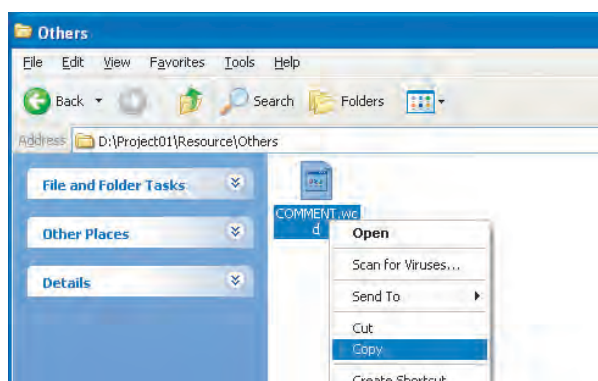 Others
File Edit View Favorites Tools Help
Back Search Folders
Address D:\Project01\Resource\Others
File and Folder Tasks
Other Places
Details
COMMENT.wc
d
Open
Scan for Viruses...
Send To
Cut
Copy
Create Shortcut